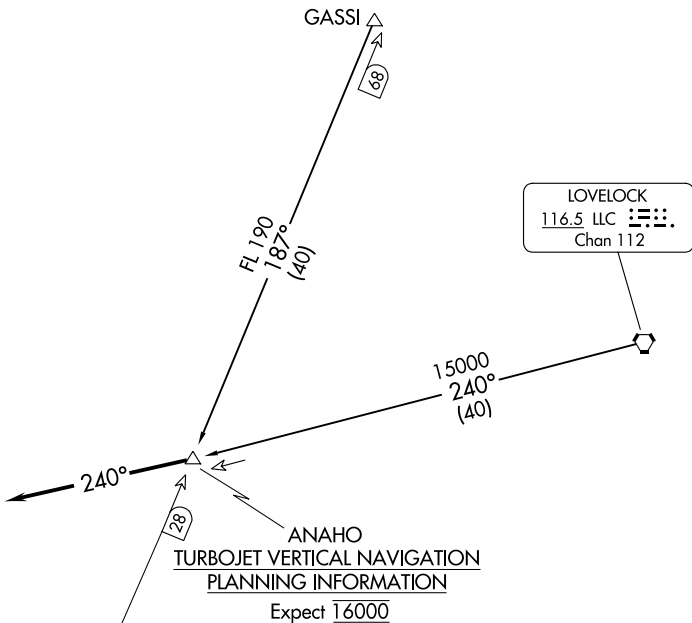 GASSI
68
FL 190
187°
(40)
LOVELOCK
116.5 LLC
Chan 112
15000
240°
(40)
240°
28
ANAHO
TURBOJET VERTICAL NAVIGATION
PLANNING INFORMATION
Expect 16000